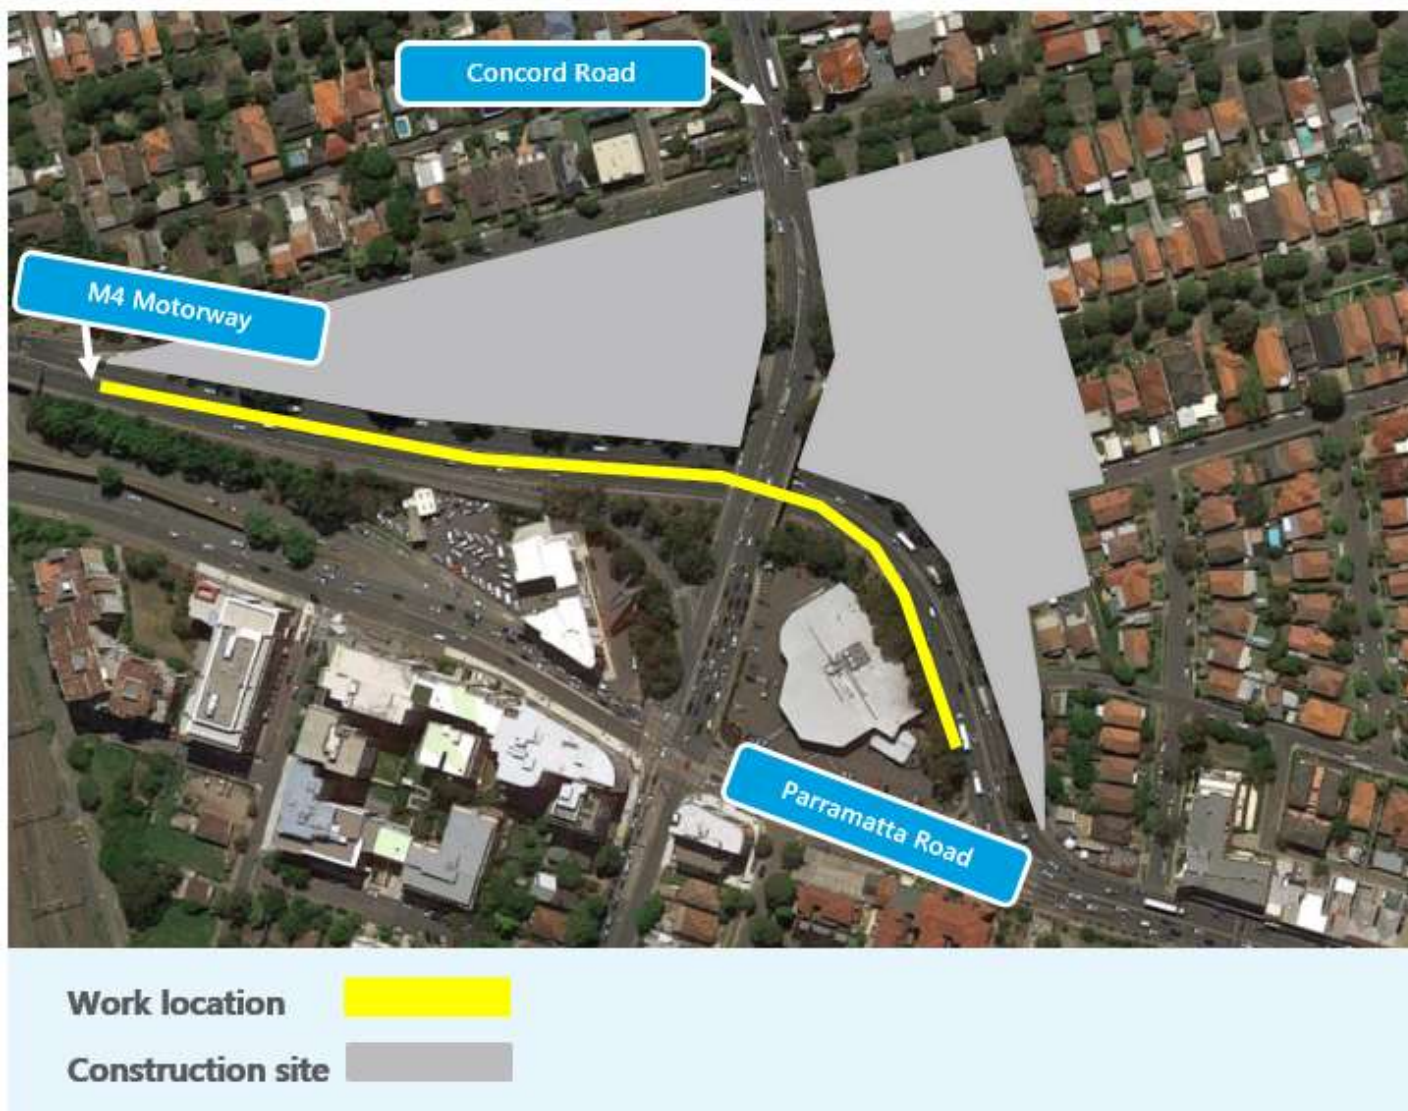 Concord Road
M4 Motorway
Parramatta Road
Work location
Construction site